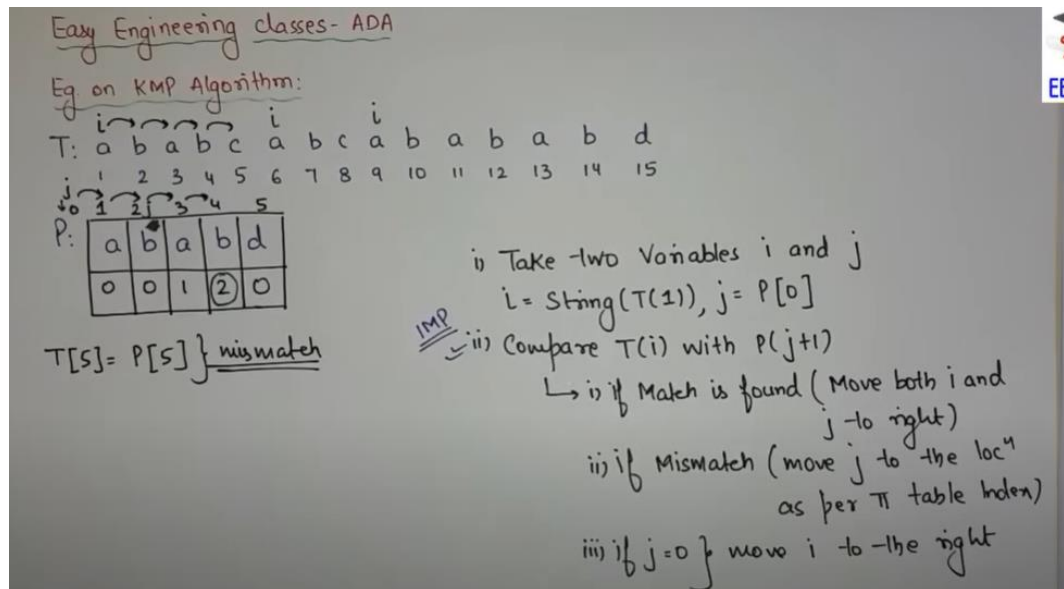 Easy Engineering classes- ADA
Eg. on KMP Algorithm:
i i i
T: a b a b c a b c a b a b a b d
1 2 3 4 5 6 7 8 9 10 11 12 13 14 15
j
0 1 2 3 4 5
P: a b a b d
0 0 1 2 0
T[5]= P[5] } mismatch
i) Take two Variables i and j
i = String(T(1)), j = P[0]
IMP
ii) Compare T(i) with P(j+1)
i) if Match is found (Move both i and
j to right)
ii) if Mismatch (move j to the locⁿ
as per π table Index)
iii) if j=0 } move i to the right